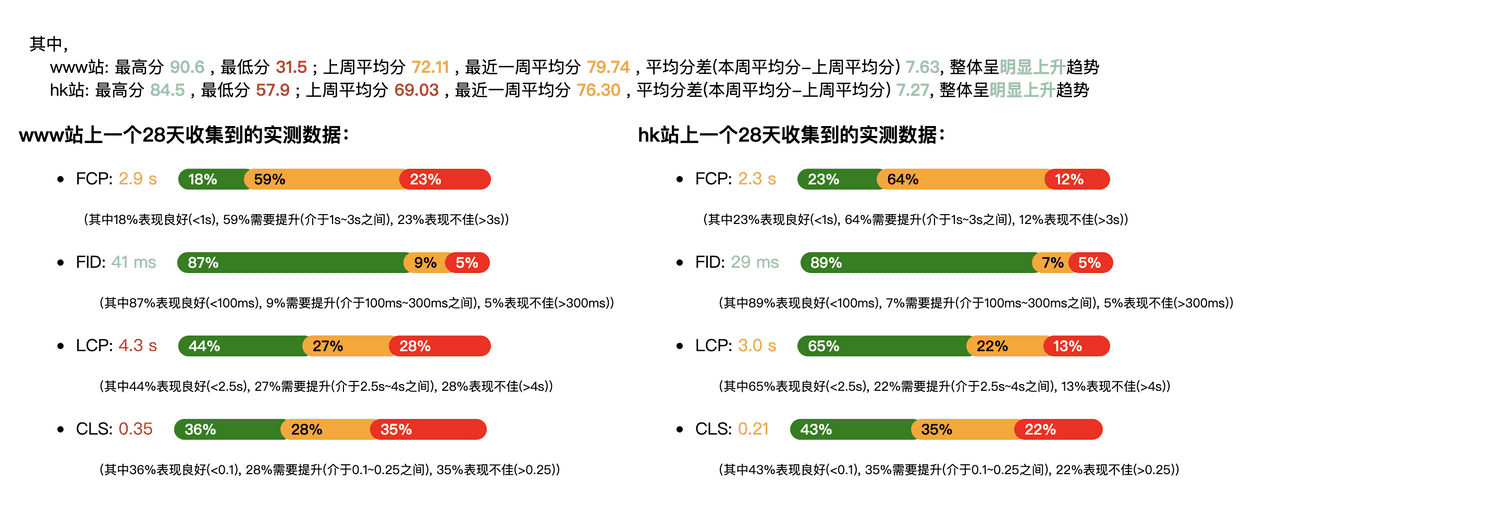 其中,
www站: 最高分 90.6 , 最低分 31.5 ; 上周平均分 72.11 , 最近一周平均分 79.74 , 平均分差(本周平均分-上周平均分) 7.63, 整体呈明显上升趋势
hk站: 最高分 84.5 , 最低分 57.9 ; 上周平均分 69.03 , 最近一周平均分 76.30 , 平均分差(本周平均分-上周平均分) 7.27, 整体呈明显上升趋势
www站上一个28天收集到的实测数据：
FCP: 2.9 s 18% 59% 23%
(其中18%表现良好(<1s), 59%需要提升(介于1s~3s之间), 23%表现不佳(>3s))
FID: 41 ms 87% 9% 5%
(其中87%表现良好(<100ms), 9%需要提升(介于100ms~300ms之间), 5%表现不佳(>300ms))
LCP: 4.3 s 44% 27% 28%
(其中44%表现良好(<2.5s), 27%需要提升(介于2.5s~4s之间), 28%表现不佳(>4s))
CLS: 0.35 36% 28% 35%
(其中36%表现良好(<0.1), 28%需要提升(介于0.1~0.25之间), 35%表现不佳(>0.25))
hk站上一个28天收集到的实测数据：
FCP: 2.3 s 23% 64% 12%
(其中23%表现良好(<1s), 64%需要提升(介于1s~3s之间), 12%表现不佳(>3s))
FID: 29 ms 89% 7% 5%
(其中89%表现良好(<100ms), 7%需要提升(介于100ms~300ms之间), 5%表现不佳(>300ms))
LCP: 3.0 s 65% 22% 13%
(其中65%表现良好(<2.5s), 22%需要提升(介于2.5s~4s之间), 13%表现不佳(>4s))
CLS: 0.21 43% 35% 22%
(其中43%表现良好(<0.1), 35%需要提升(介于0.1~0.25之间), 22%表现不佳(>0.25))